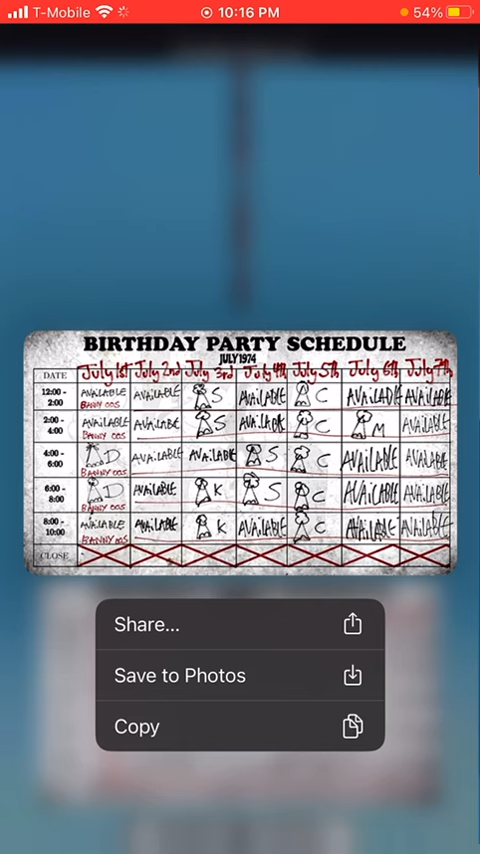 T-Mobile 10:16 PM 54%
BIRTHDAY PARTY SCHEDULE
JULY 1974
DATE July 1st July 2nd July 3rd July 4th July 5th July 6th July 7th
12:00 - 2:00 AVAILABLE BANNY OOS AVAILABLE S AVAILABLE C AVAILABLE AVAILABLE
2:00 - 4:00 AVAILABLE BANNY OOS AVAILABLE S AVAILABLE C M AVAILABLE
4:00 - 6:00 D BANNY OOS AVAILABLE AVAILABLE S C AVAILABLE AVAILABLE
6:00 - 8:00 D BANNY OOS AVAILABLE K S C AVAILABLE AVAILABLE
8:00 - 10:00 AVAILABLE BANNY OOS AVAILABLE K AVAILABLE C AVAILABLE AVAILABLE
CLOSE
Share...
Save to Photos
Copy